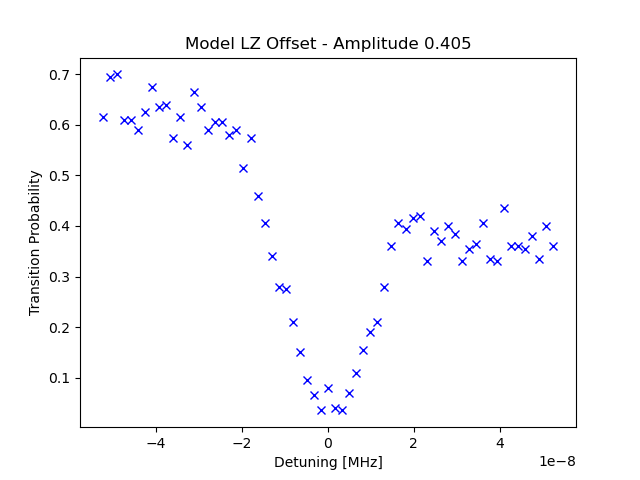 Model LZ Offset - Amplitude 0.405
Transition Probability
0.7
0.6
0.5
0.4
0.3
0.2
0.1
−4 −2 0 2 4
1e−8
Detuning [MHz]